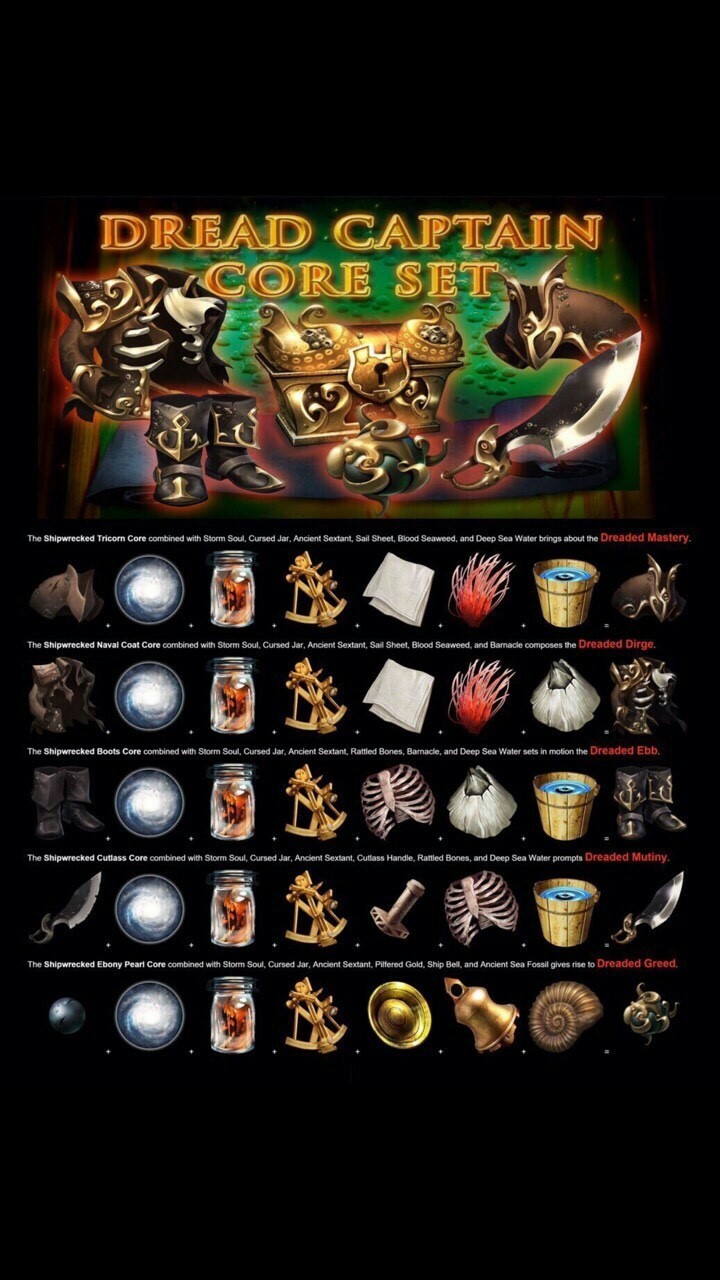 DREAD CAPTAIN
CORE SET
The Shipwrecked Tricorn Core combined with Storm Soul, Cursed Jar, Ancient Sextant, Sail Sheet, Blood Seaweed, and Deep Sea Water brings about the Dreaded Mastery.
+ + + + + + =
The Shipwrecked Naval Coat Core combined with Storm Soul, Cursed Jar, Ancient Sextant, Sail Sheet, Blood Seaweed, and Barnacle composes the Dreaded Dirge.
+ + + + + + =
The Shipwrecked Boots Core combined with Storm Soul, Cursed Jar, Ancient Sextant, Rattled Bones, Barnacle, and Deep Sea Water sets in motion the Dreaded Ebb.
+ + + + + + =
The Shipwrecked Cutlass Core combined with Storm Soul, Cursed Jar, Ancient Sextant, Cutlass Handle, Rattled Bones, and Deep Sea Water prompts Dreaded Mutiny.
+ + + + + + =
The Shipwrecked Ebony Pearl Core combined with Storm Soul, Cursed Jar, Ancient Sextant, Pilfered Gold, Ship Bell, and Ancient Sea Fossil gives rise to Dreaded Greed.
+ + + + + + =